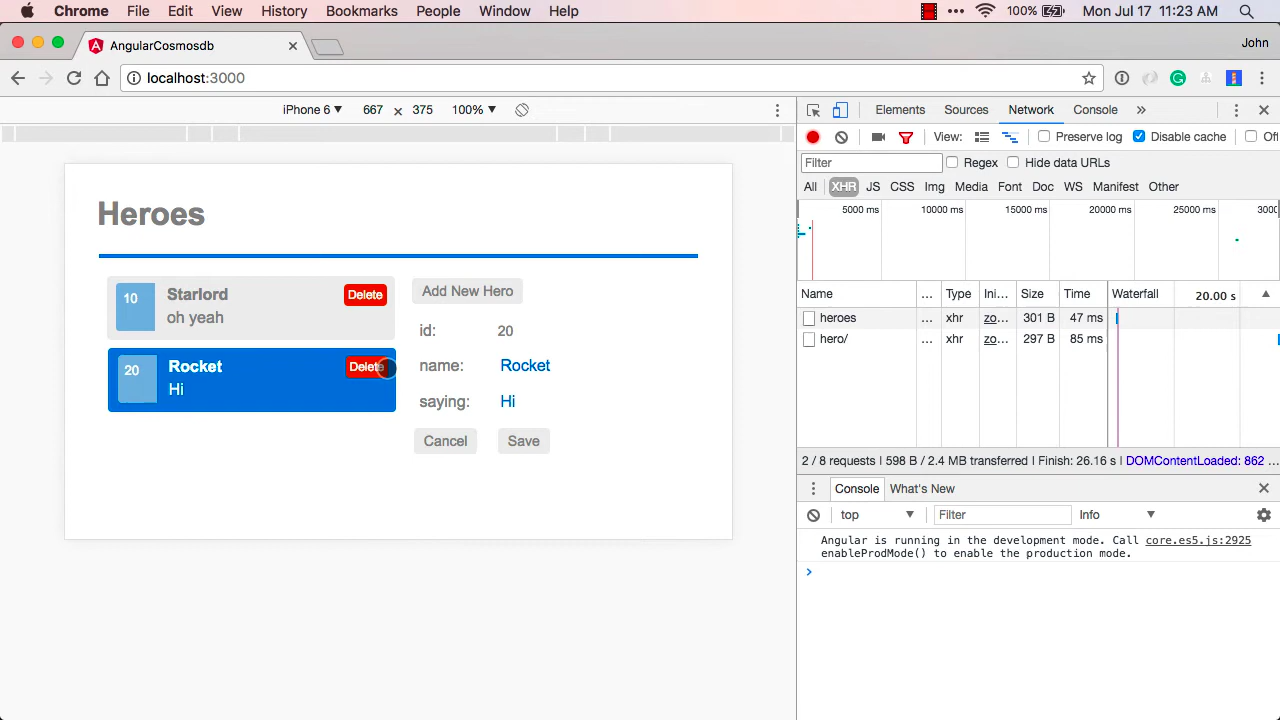 Chrome File Edit View History Bookmarks People Window Help 100% Mon Jul 17 11:23 AM
AngularCosmosdb
John
localhost:3000
iPhone 6 667 × 375 100%
Elements Sources Network Console »
View: Preserve log Disable cache Of
Filter Regex Hide data URLs
All XHR JS CSS Img Media Font Doc WS Manifest Other
5000 ms 10000 ms 15000 ms 20000 ms 25000 ms
Name ... Type Ini... Size Time Waterfall 20.00 s
heroes ... xhr zo... 301 B 47 ms
hero/ ... xhr zo... 297 B 85 ms
2 / 8 requests | 598 B / 2.4 MB transferred | Finish: 26.16 s | DOMContentLoaded: 862 ...
Console What's New
top Filter Info
Angular is running in the development mode. Call core.es5.js:2925
enableProdMode() to enable the production mode.
>
Heroes
10 Starlord Delete
oh yeah
20 Rocket Delete
Hi
Add New Hero
id: 20
name: Rocket
saying: Hi
Cancel Save